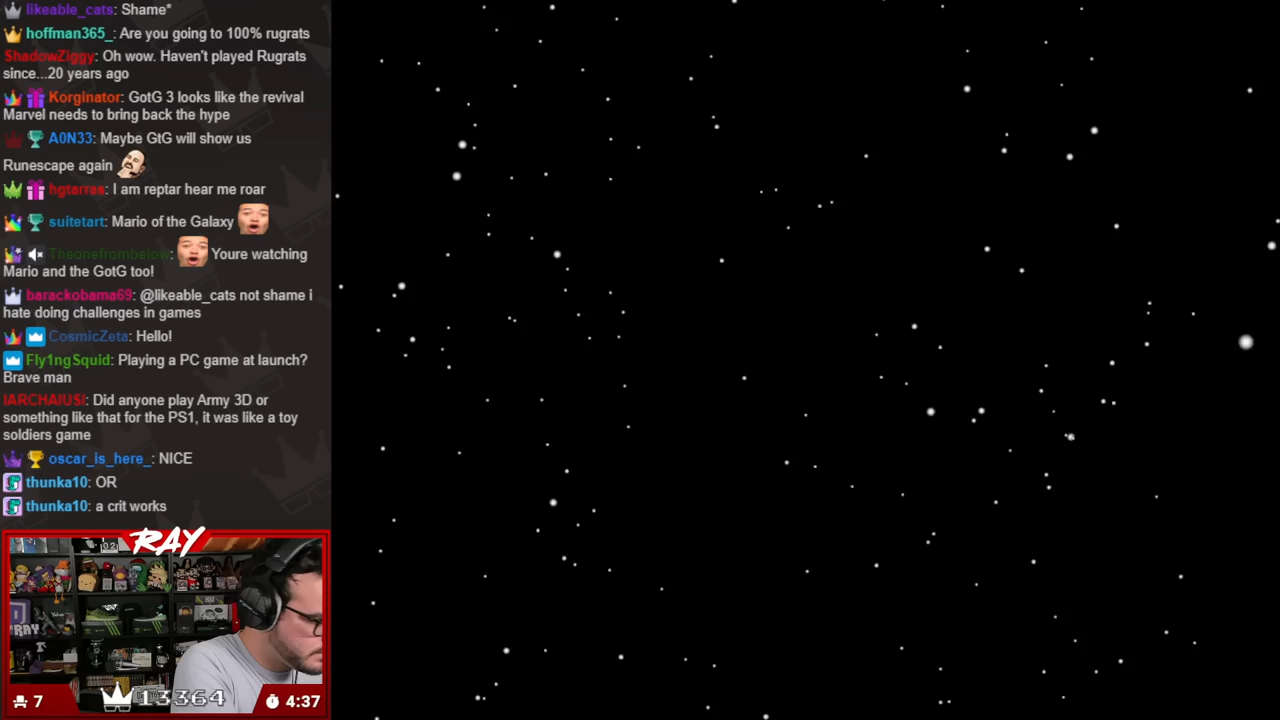 likeable_cats: Shame*
hoffman365_: Are you going to 100% rugrats
ShadowZiggy: Oh wow. Haven't played Rugrats
since...20 years ago
Korginator: GotG 3 looks like the revival
Marvel needs to bring back the hype
A0N33: Maybe GtG will show us
Runescape again
hgtarras: I am reptar hear me roar
suitetart: Mario of the Galaxy
Theonefrombelow: Youre watching
Mario and the GotG too!
barackobama69: @likeable_cats not shame i
hate doing challenges in games
CosmicZeta: Hello!
Fly1ngSquid: Playing a PC game at launch?
Brave man
IARCHAIUSI: Did anyone play Army 3D or
something like that for the PS1, it was like a toy
soldiers game
oscar_is_here_: NICE
thunka10: OR
thunka10: a crit works
RAY
7
13364
4:37